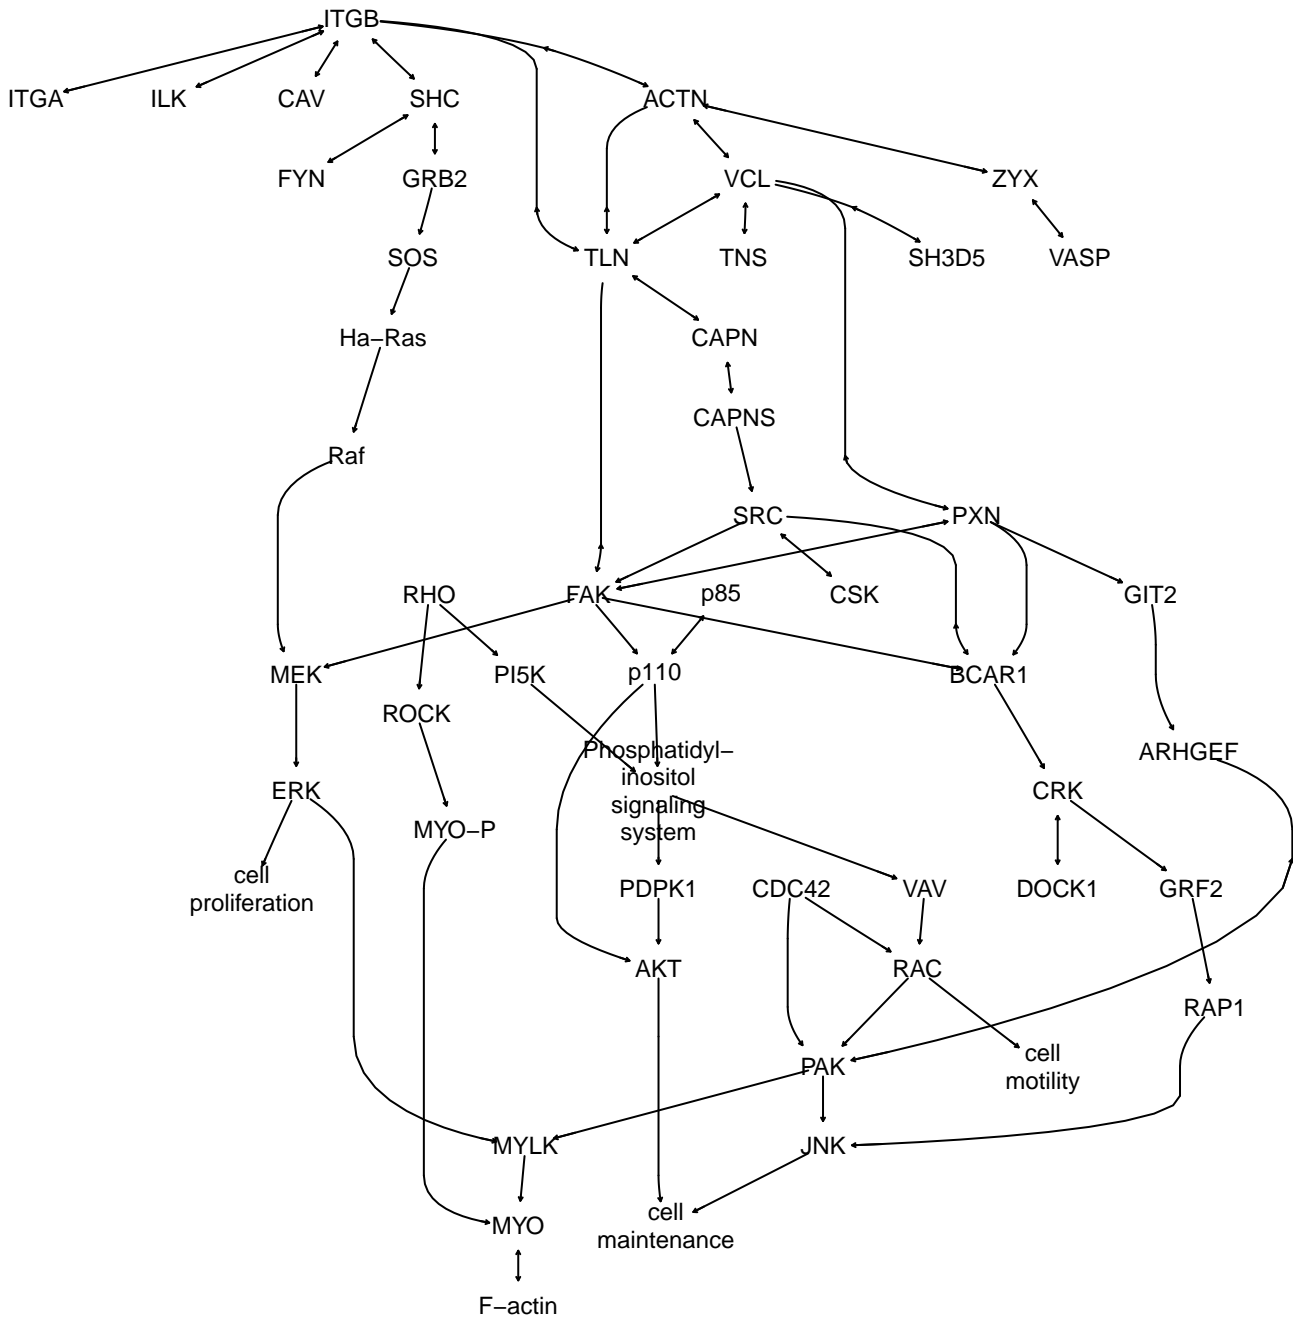 ITGB
ITGA
ILK
CAV
SHC
ACTN
FYN
GRB2
VCL
ZYX
SOS
TLN
TNS
SH3D5
VASP
Ha−Ras
CAPN
CAPNS
Raf
SRC
PXN
RHO
FAK
p85
CSK
GIT2
MEK
PI5K
p110
BCAR1
ROCK
Phosphatidyl−
inositol
signaling
system
ARHGEF
ERK
CRK
MYO−P
cell
proliferation
PDPK1
CDC42
VAV
DOCK1
GRF2
AKT
RAC
RAP1
PAK
cell
motility
MYLK
JNK
MYO
cell
maintenance
F−actin